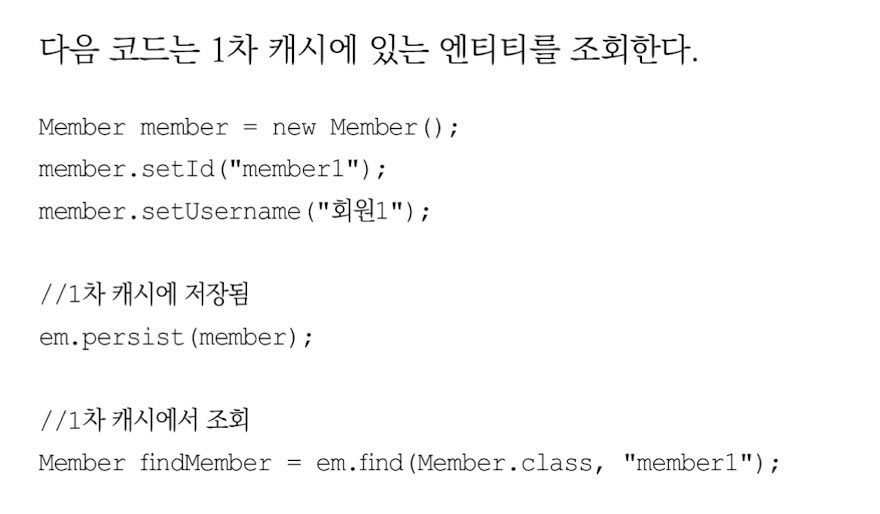 다음 코드는 1차 캐시에 있는 엔티티를 조회한다.
Member member = new Member();
member.setId("member1");
member.setUsername("회원1");
//1차 캐시에 저장됨
em.persist(member);
//1차 캐시에서 조회
Member findMember = em.find(Member.class, "member1");